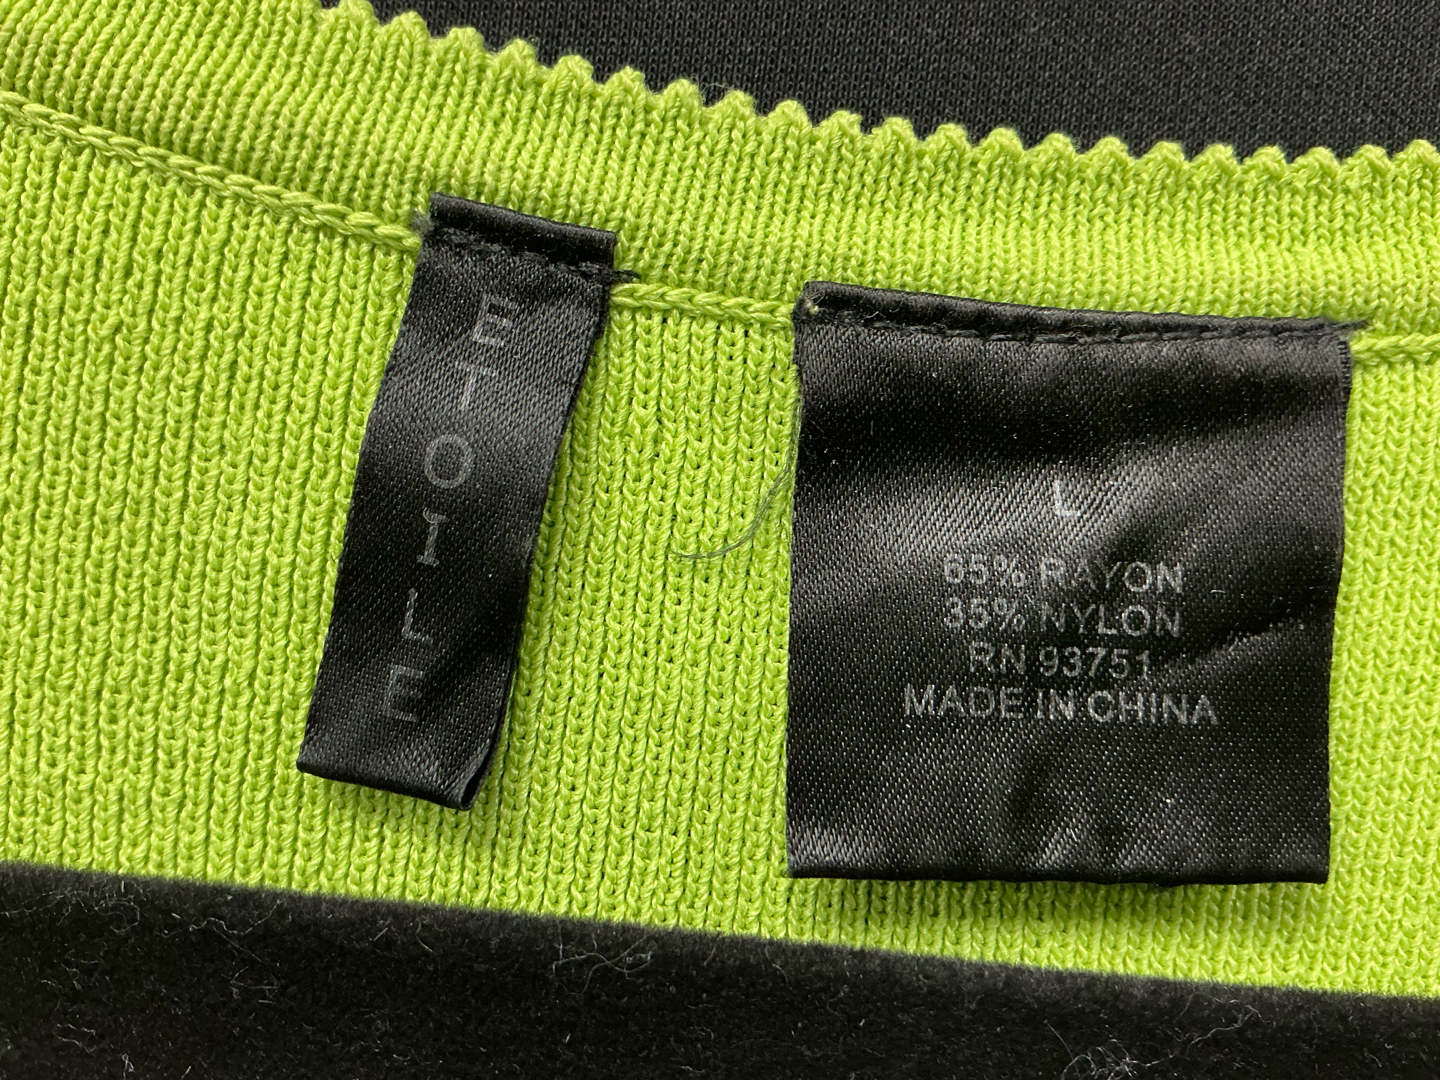 ETOILE
L
65% RAYON
35% NYLON
RN 93751
MADE IN CHINA